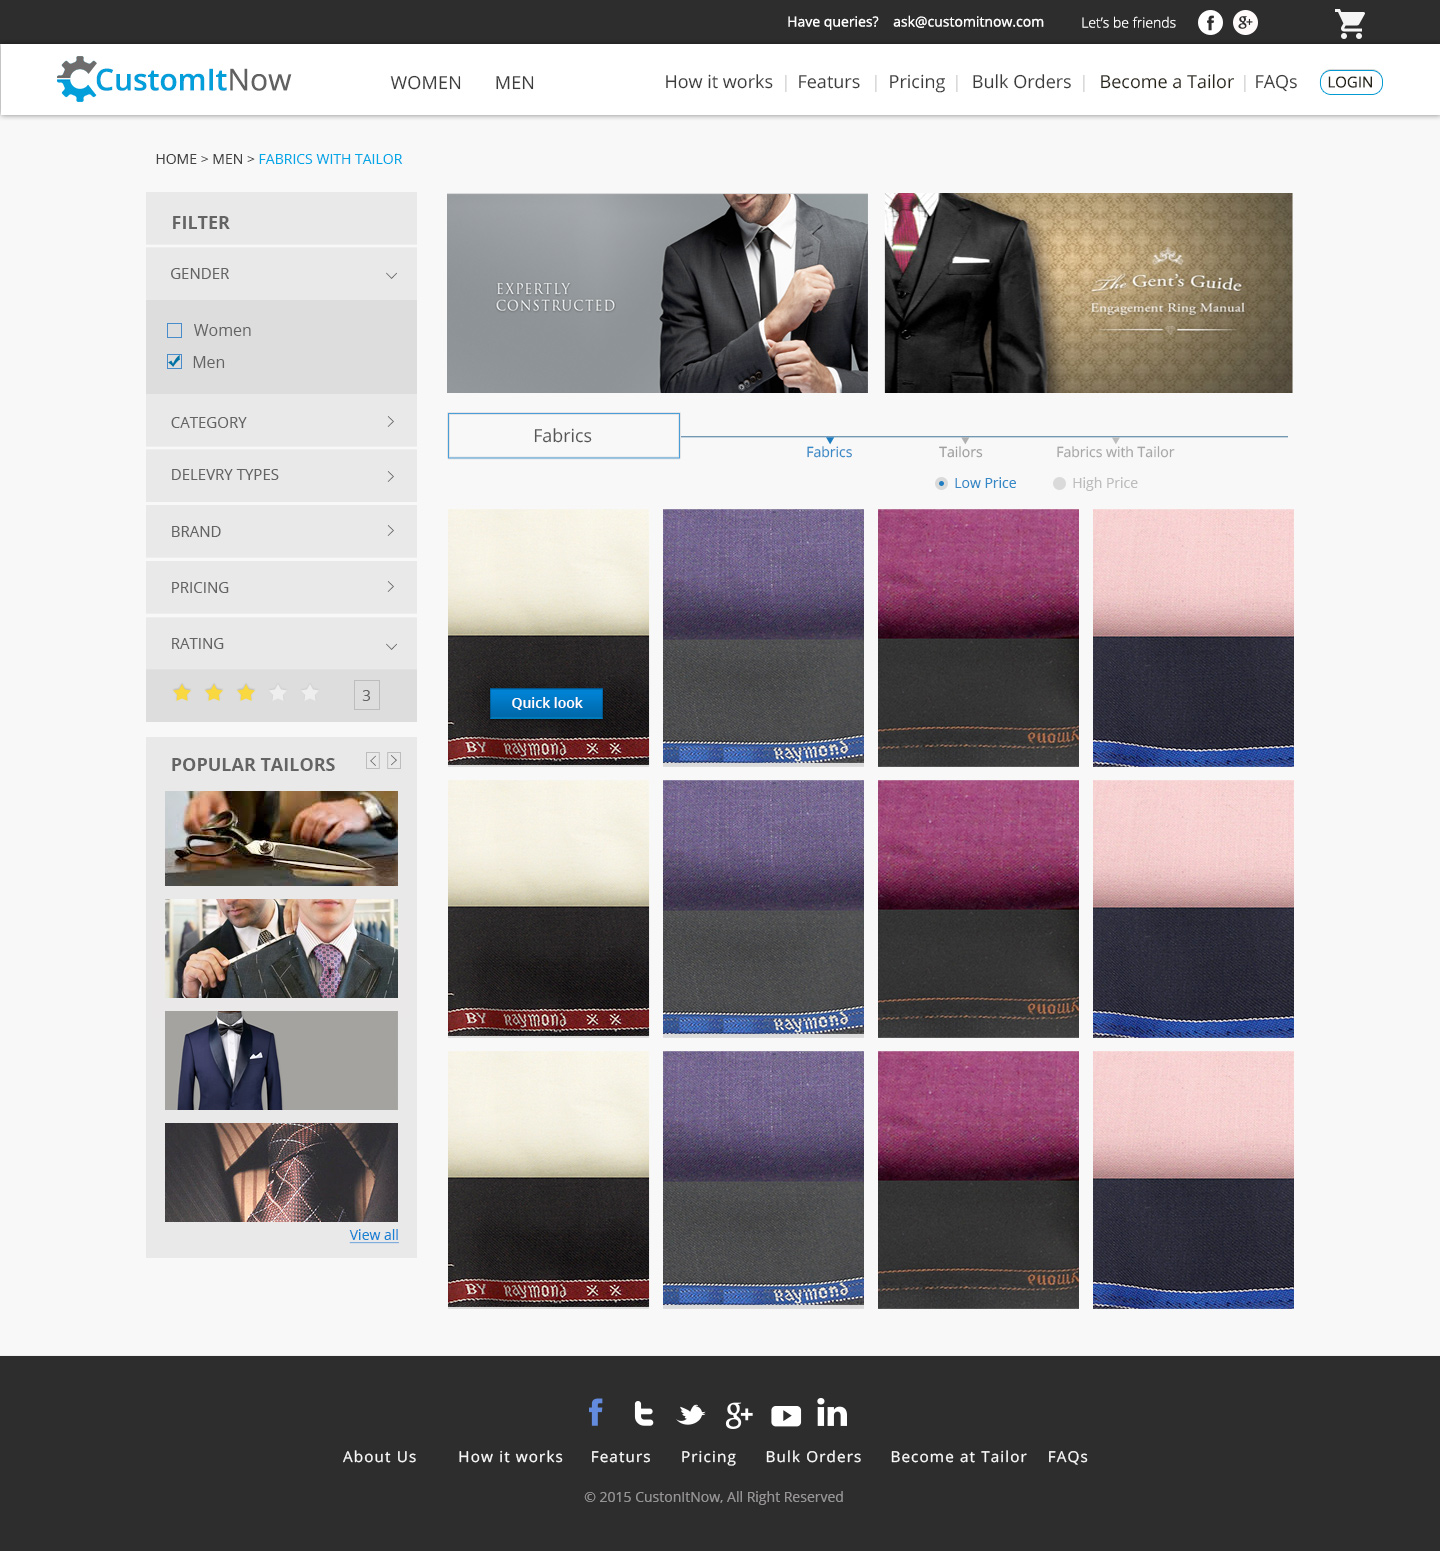 Have queries? ask@customitnow.com Let's be friends
CustomItNow WOMEN MEN How it works | Featurs | Pricing | Bulk Orders | Become a Tailor | FAQs LOGIN
HOME > MEN > FABRICS WITH TAILOR
FILTER
GENDER
Women
Men
CATEGORY
DELEVRY TYPES
BRAND
PRICING
RATING
3
POPULAR TAILORS
View all
EXPERTLY
CONSTRUCTED
The Gent's Guide
Engagement Ring Manual
Fabrics
Fabrics Tailors Fabrics with Tailor
Low Price High Price
Quick look
BY Raymond
Raymond
ymond
BY Raymond
Raymond
ymond
BY Raymond
Raymond
ymond
About Us How it works Featurs Pricing Bulk Orders Become at Tailor FAQs
© 2015 CustonItNow, All Right Reserved